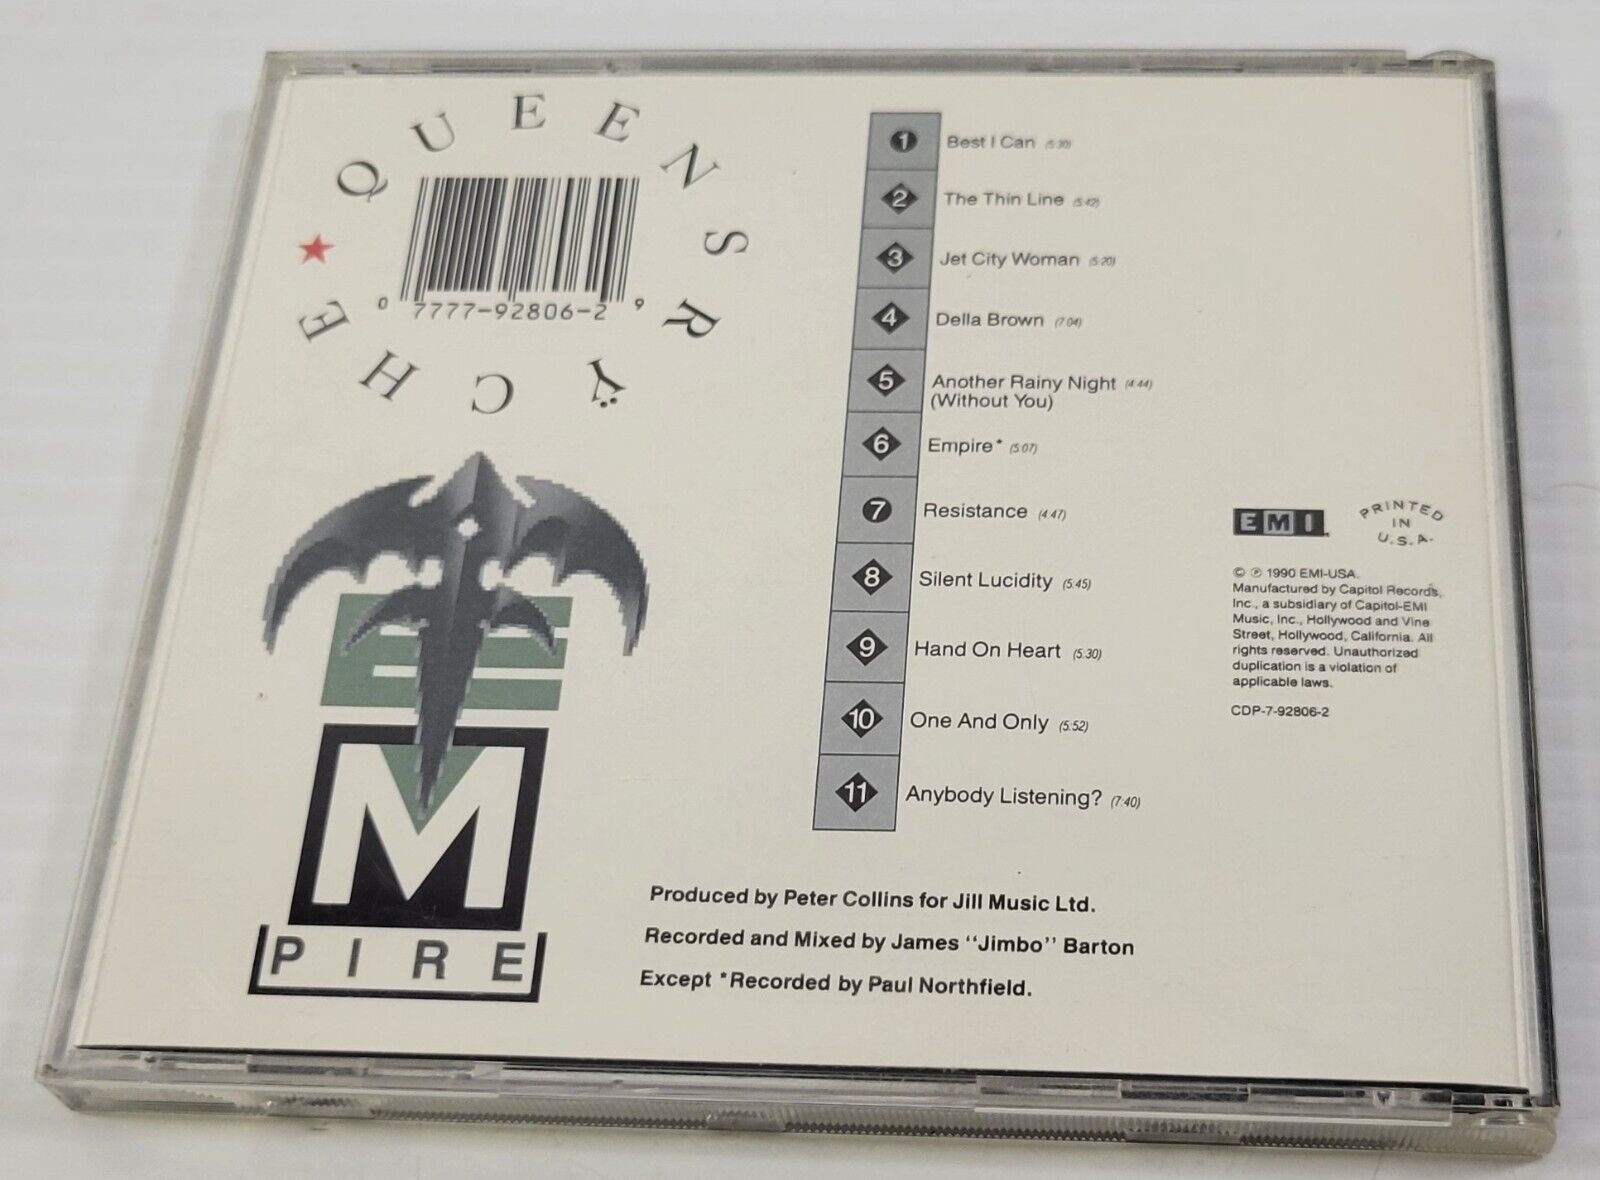 ★QUEENSRŸCHE
0 7777-92806-2 9
E
M
PIRE
1 Best I Can (5:30)
2 The Thin Line (5:42)
3 Jet City Woman (5:20)
4 Della Brown (7:04)
5 Another Rainy Night (4:44)
(Without You)
6 Empire* (5:07)
7 Resistance (4:47)
8 Silent Lucidity (5:45)
9 Hand On Heart (5:30)
10 One And Only (5:52)
11 Anybody Listening? (7:40)
Produced by Peter Collins for Jill Music Ltd.
Recorded and Mixed by James "Jimbo" Barton
Except *Recorded by Paul Northfield.
EMI
PRINTED
IN
U.S.A.
© ℗ 1990 EMI-USA.
Manufactured by Capitol Records,
Inc., a subsidiary of Capitol-EMI
Music, Inc., Hollywood and Vine
Street, Hollywood, California. All
rights reserved. Unauthorized
duplication is a violation of
applicable laws.
CDP-7-92806-2